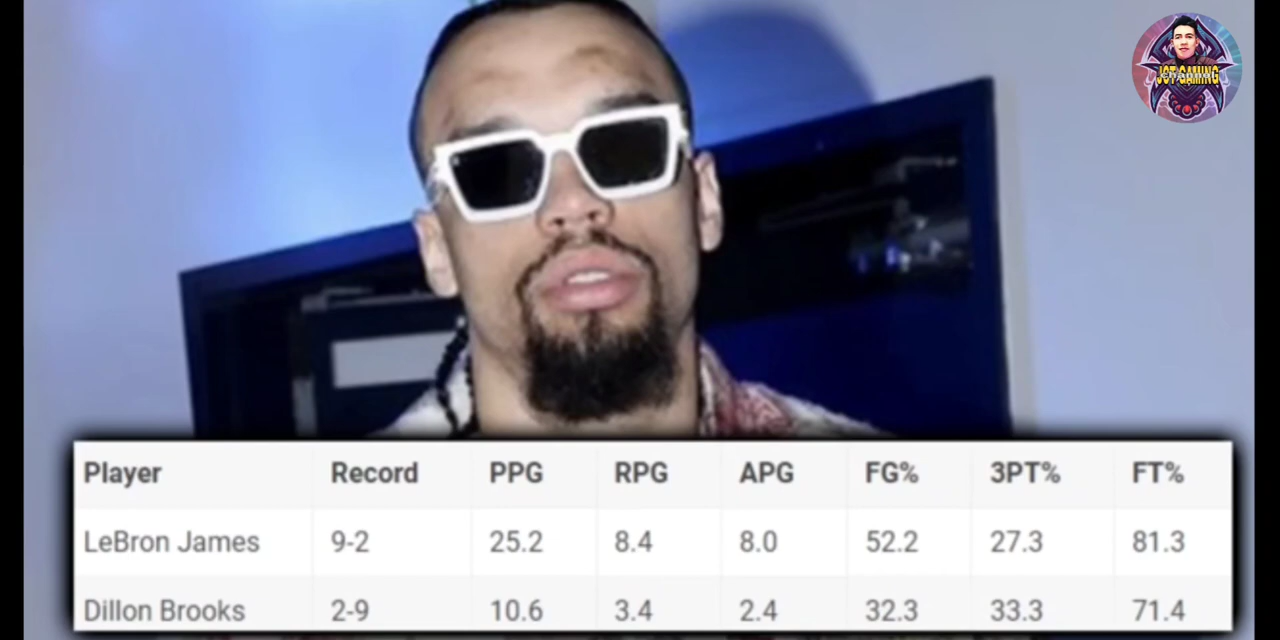 JCT GAMING
Player Record PPG RPG APG FG% 3PT% FT%
LeBron James 9-2 25.2 8.4 8.0 52.2 27.3 81.3
Dillon Brooks 2-9 10.6 3.4 2.4 32.3 33.3 71.4